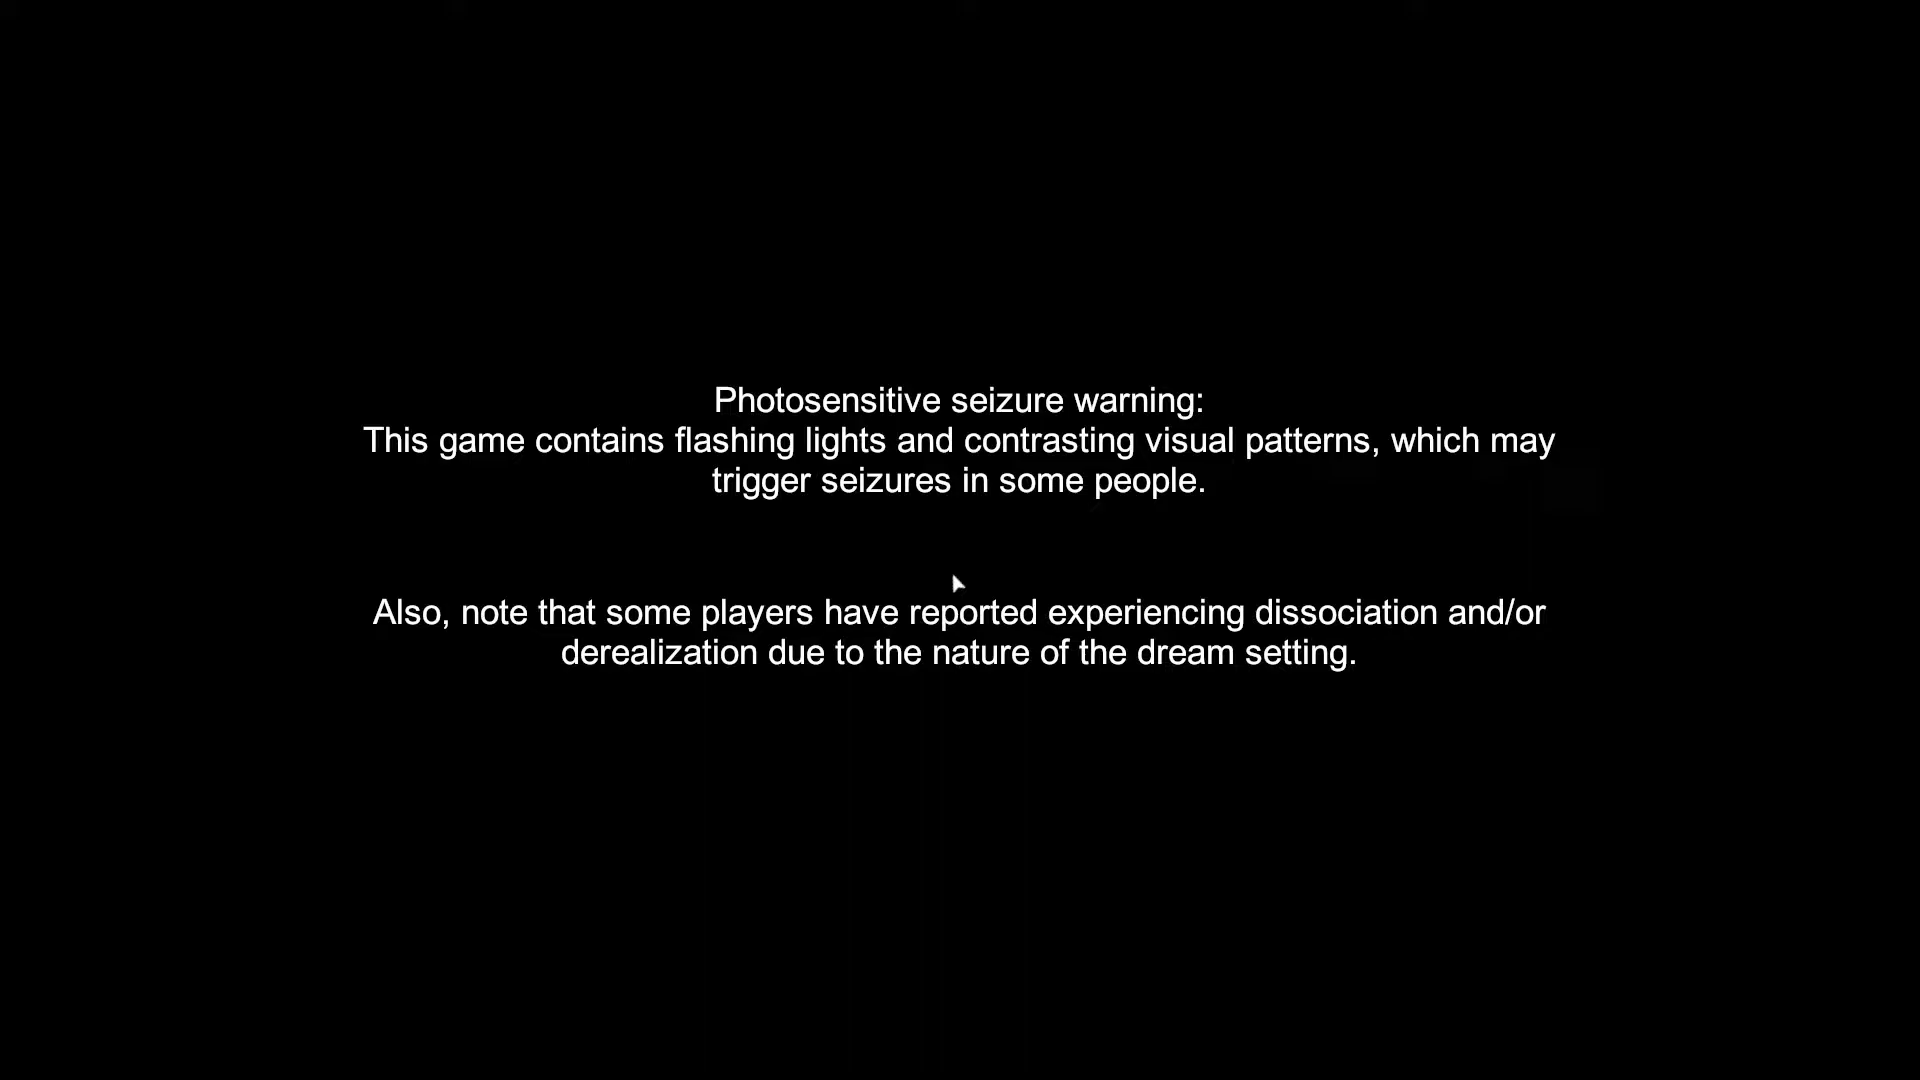 Photosensitive seizure warning:
This game contains flashing lights and contrasting visual patterns, which may
trigger seizures in some people.
Also, note that some players have reported experiencing dissociation and/or
derealization due to the nature of the dream setting.